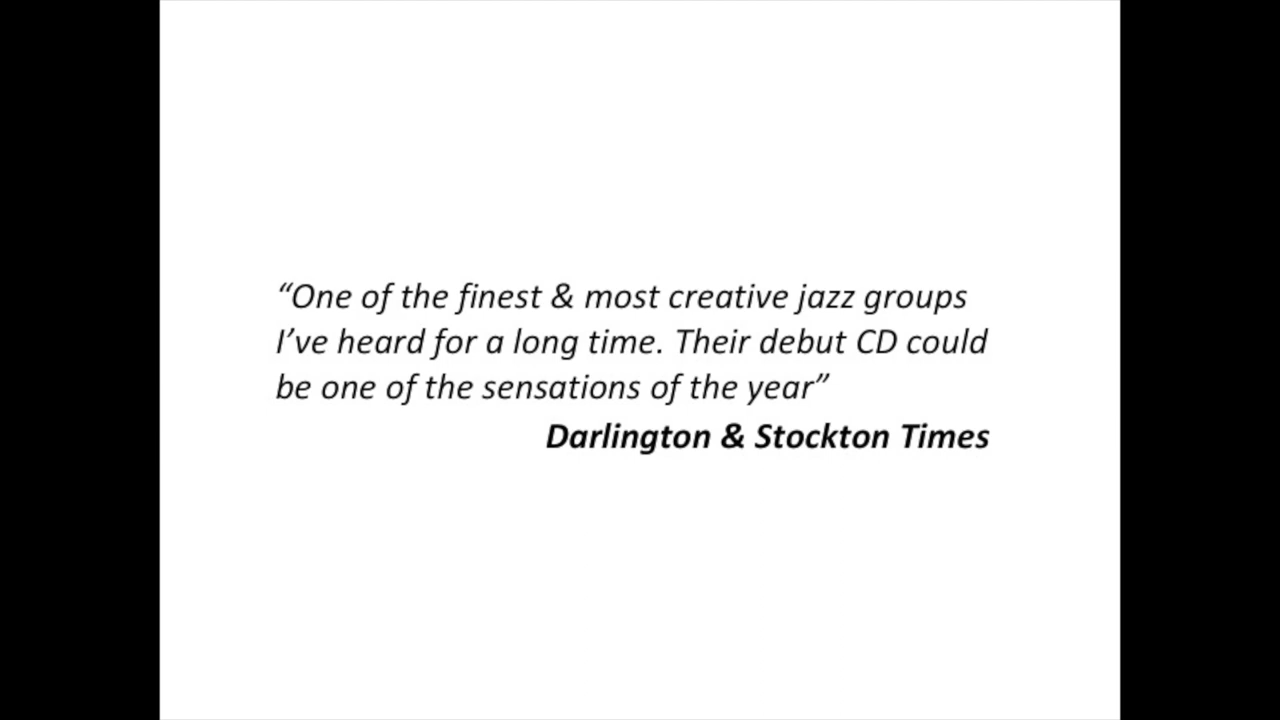 “One of the finest & most creative jazz groups
I’ve heard for a long time. Their debut CD could
be one of the sensations of the year”
Darlington & Stockton Times